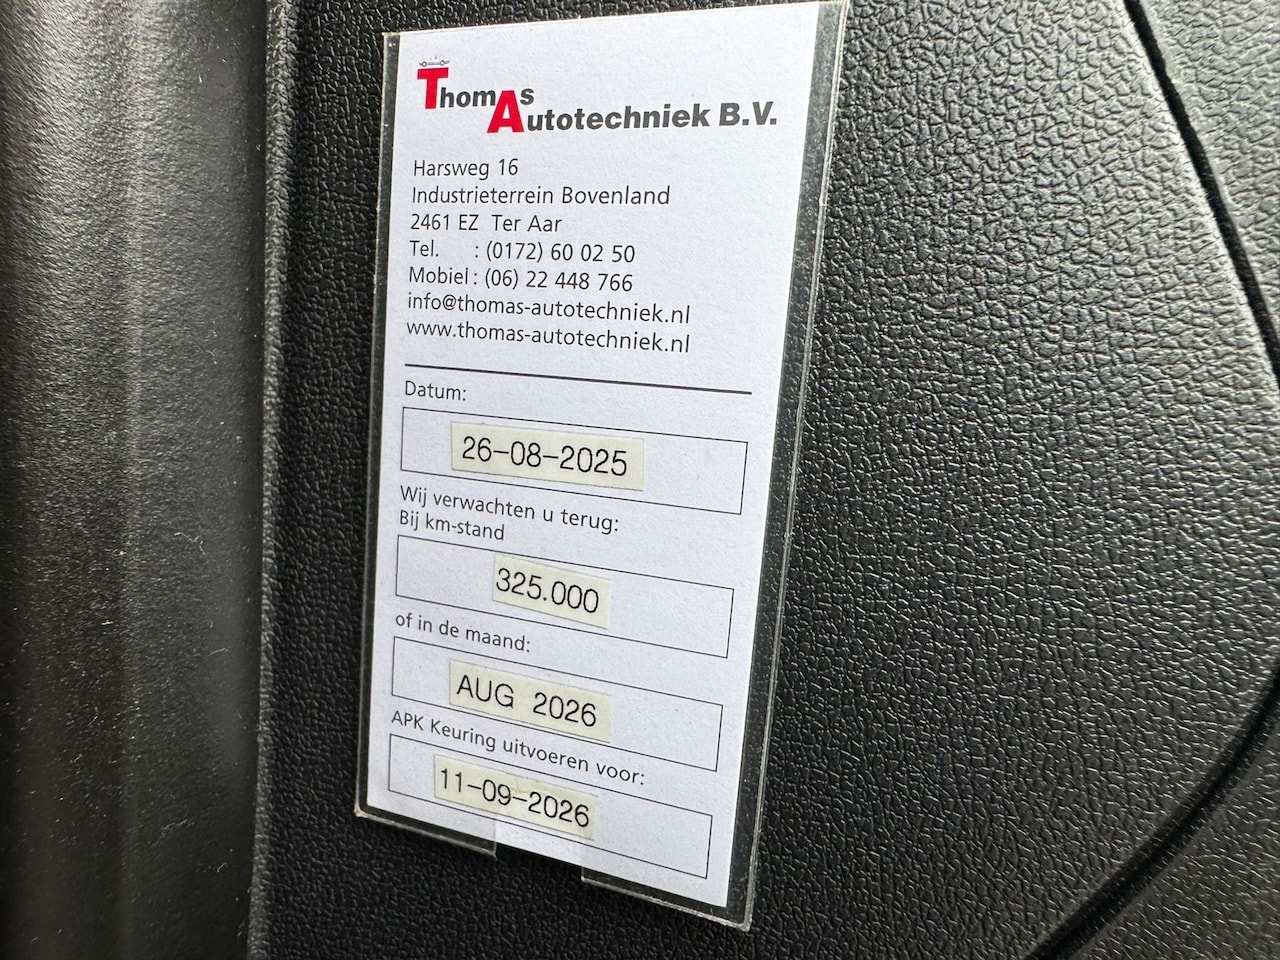 ThomAs
Autotechniek B.V.
Harsweg 16
Industrieterrein Bovenland
2461 EZ Ter Aar
Tel. : (0172) 60 02 50
Mobiel : (06) 22 448 766
info@thomas-autotechniek.nl
www.thomas-autotechniek.nl
Datum:
26-08-2025
Wij verwachten u terug:
Bij km-stand
325.000
of in de maand:
AUG 2026
APK Keuring uitvoeren voor:
11-09-2026